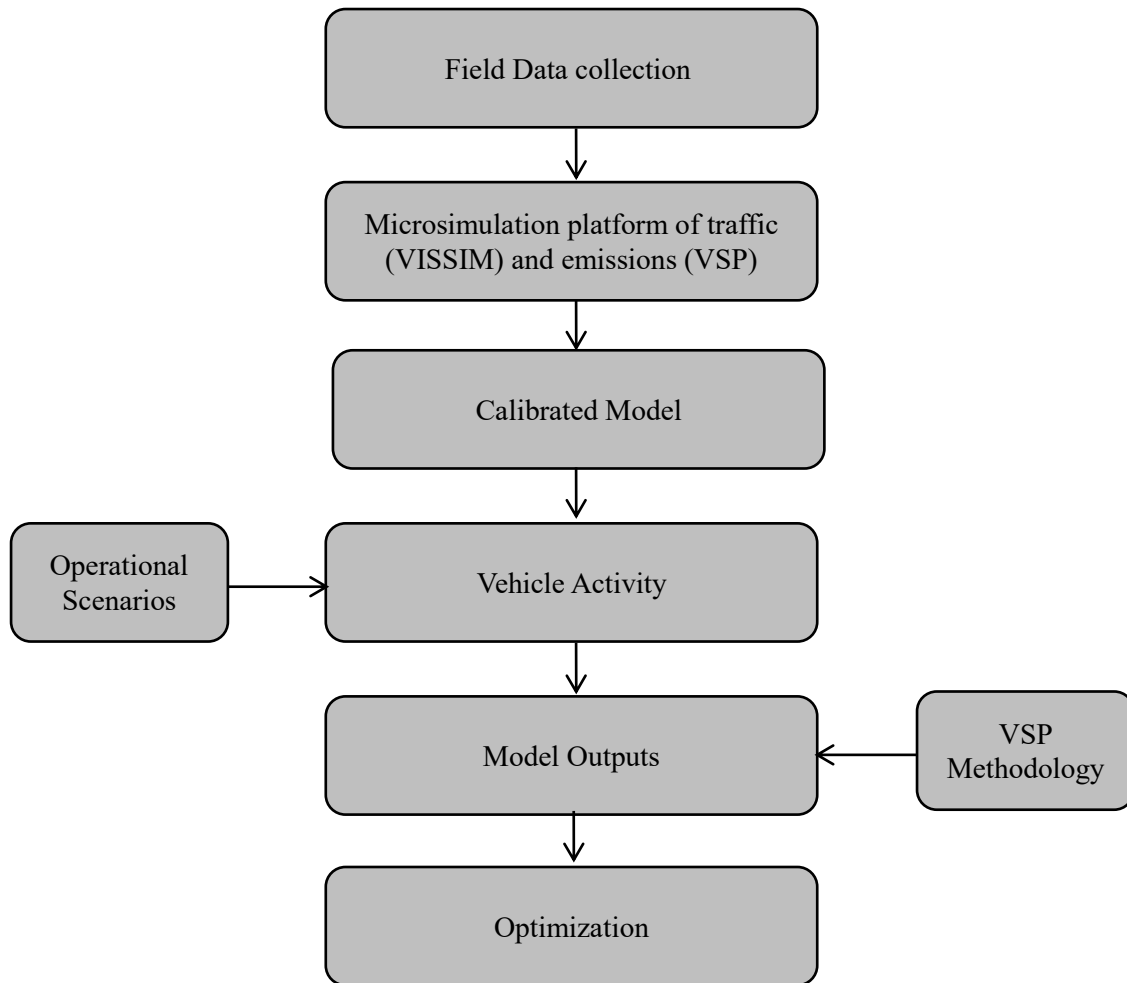 Field Data collection
Microsimulation platform of traffic
(VISSIM) and emissions (VSP)
Calibrated Model
Operational
Scenarios
Vehicle Activity
Model Outputs
VSP
Methodology
Optimization